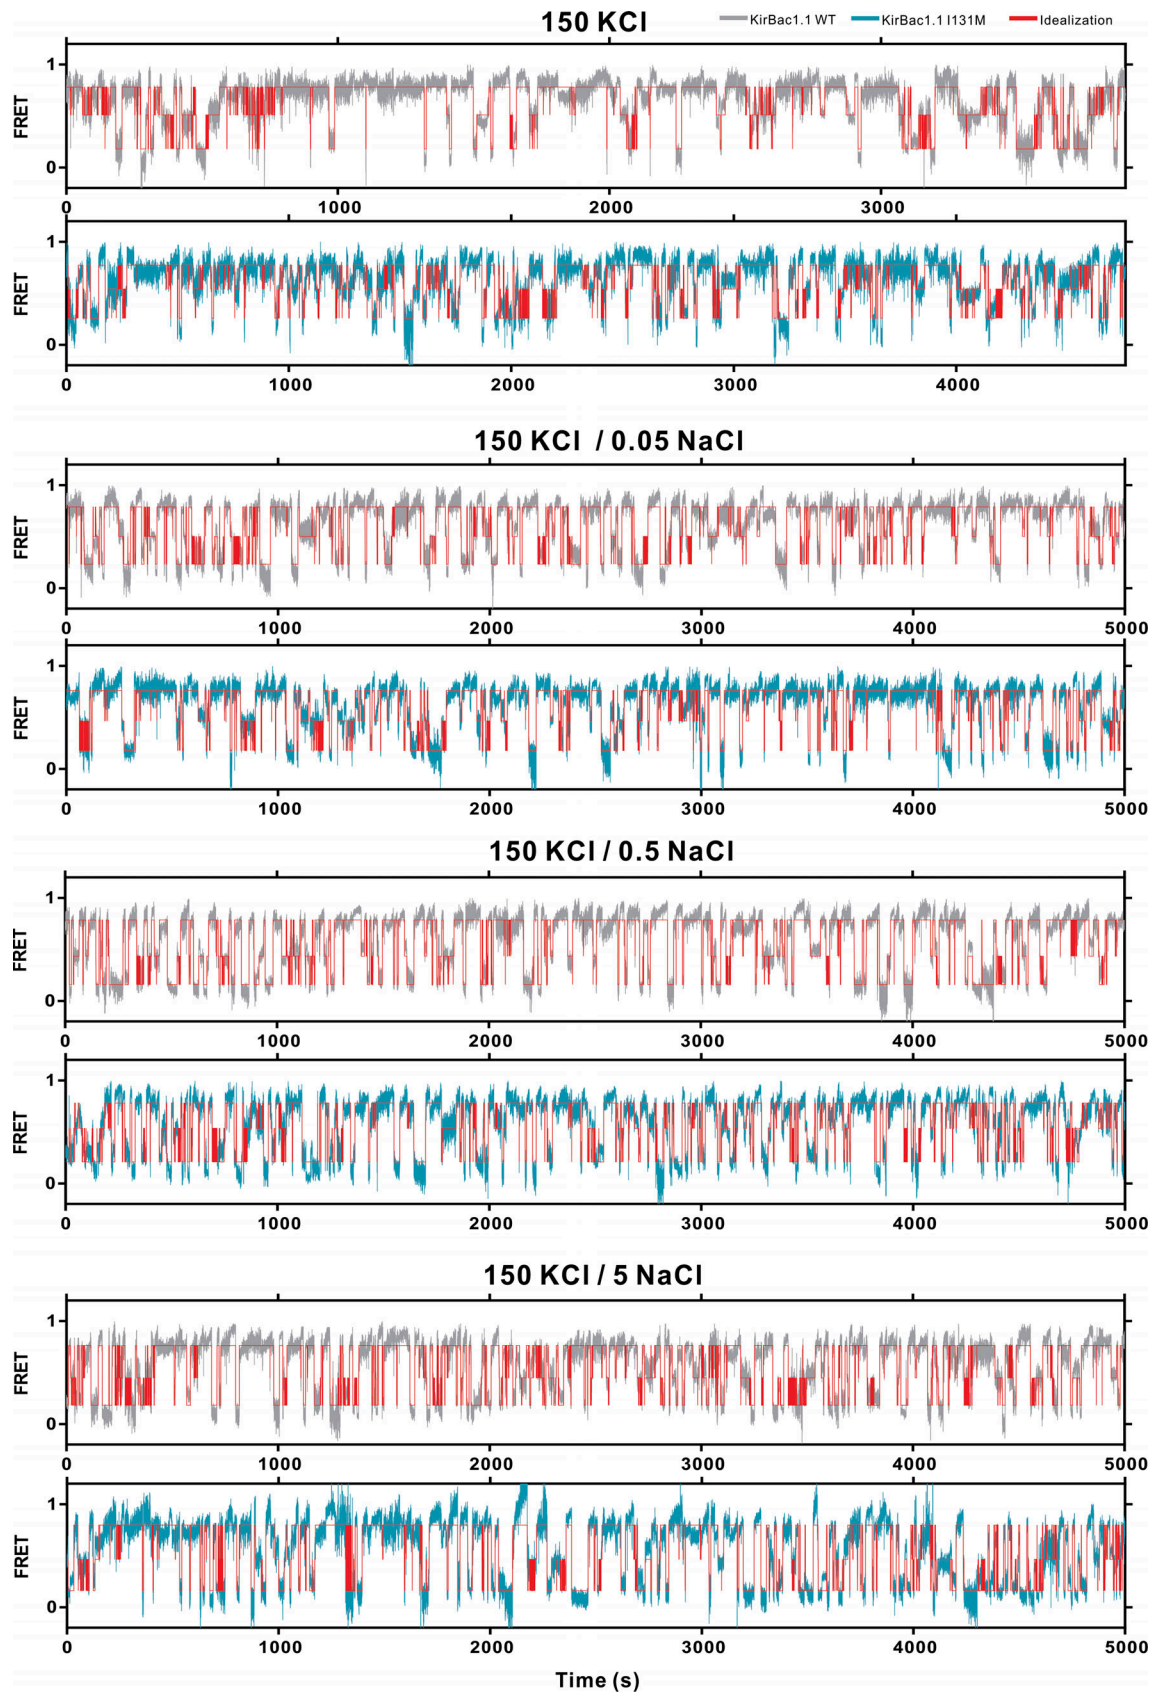 150 KCl
KirBac1.1 WT
KirBac1.1 I131M
Idealization
FRET
1
0
0 1000 2000 3000
FRET
1
0
0 1000 2000 3000 4000
150 KCl / 0.05 NaCl
FRET
1
0
0 1000 2000 3000 4000 5000
FRET
1
0
0 1000 2000 3000 4000 5000
150 KCl / 0.5 NaCl
FRET
1
0
0 1000 2000 3000 4000 5000
FRET
1
0
0 1000 2000 3000 4000 5000
150 KCl / 5 NaCl
FRET
1
0
0 1000 2000 3000 4000 5000
FRET
1
0
0 1000 2000 3000 4000 5000
Time (s)